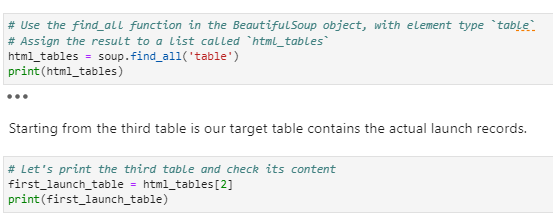 # Use the find_all function in the BeautifulSoup object, with element type `table`
# Assign the result to a list called `html_tables`
html_tables = soup.find_all('table')
print(html_tables)
•••
Starting from the third table is our target table contains the actual launch records.
# Let's print the third table and check its content
first_launch_table = html_tables[2]
print(first_launch_table)